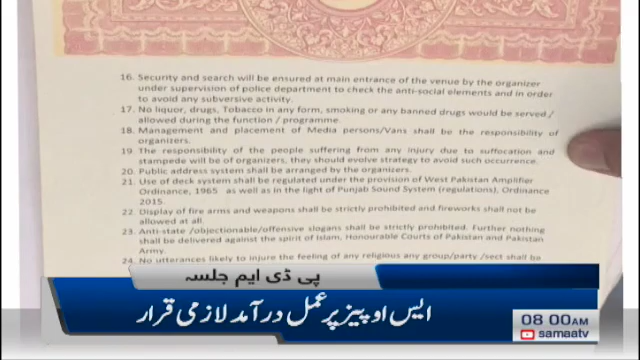 16. Security and search will be ensured at main entrance of the venue by the organizer
under supervision of police department to check the anti-social elements and in order
to avoid any subversive activity.
17. No liquor, drugs, Tobacco in any form, smoking or any banned drugs would be served /
allowed during the function / programme.
18. Management and placement of Media persons/Vans shall be the responsibility of
organizers.
19. The responsibility of the people suffering from any injury due to suffocation and
stampede will be of organizers, they should evolve strategy to avoid such occurrence.
20. Public address system shall be arranged by the organizers.
21. Use of deck system shall be regulated under the provision of West Pakistan Amplifier
Ordinance, 1965 as well as in the light of Punjab Sound System (regulations), Ordinance
2015.
22. Display of fire arms and weapons shall be strictly prohibited and fireworks shall not
allowed at all.
23. Anti-state /objectionable/offensive slogans shall be strictly prohibited. Further nothing
shall be delivered against the spirit of Islam, Honourable Courts of Pakistan and Pakistan
Army.
24. No utterances likely to injure the feeling of any religious any group/party /sect shall be
پی ڈی ایم جلسہ
ایس او پیز پر عمل درآمد لازمی قرار
08:00AM
samaatv